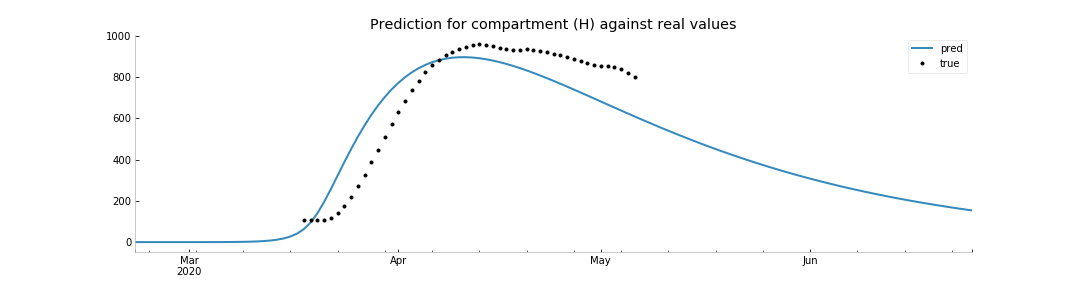 Prediction for compartment (H) against real values
1000
800
600
400
200
0
pred
true
Mar
2020
Apr
May
Jun